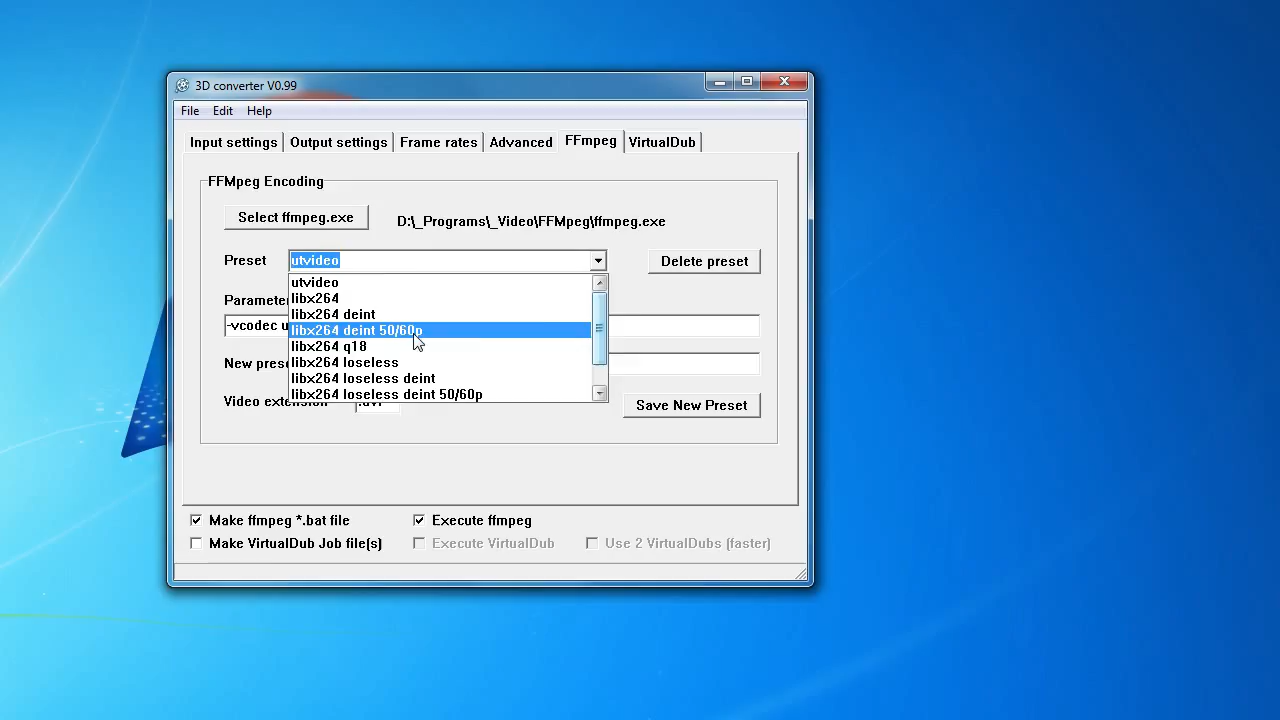 3D converter V0.99
File Edit Help
Input settings Output settings Frame rates Advanced FFmpeg VirtualDub
FFMpeg Encoding
Select ffmpeg.exe D:\_Programs\_Video\FFMpeg\ffmpeg.exe
Preset utvideo Delete preset
utvideo
libx264
libx264 deint
libx264 deint 50/60p
libx264 q18
libx264 loseless
libx264 loseless deint
libx264 loseless deint 50/60p
-vcodec
Save New Preset
Make ffmpeg *.bat file Execute ffmpeg
Make VirtualDub Job file(s) Execute VirtualDub Use 2 VirtualDubs (faster)